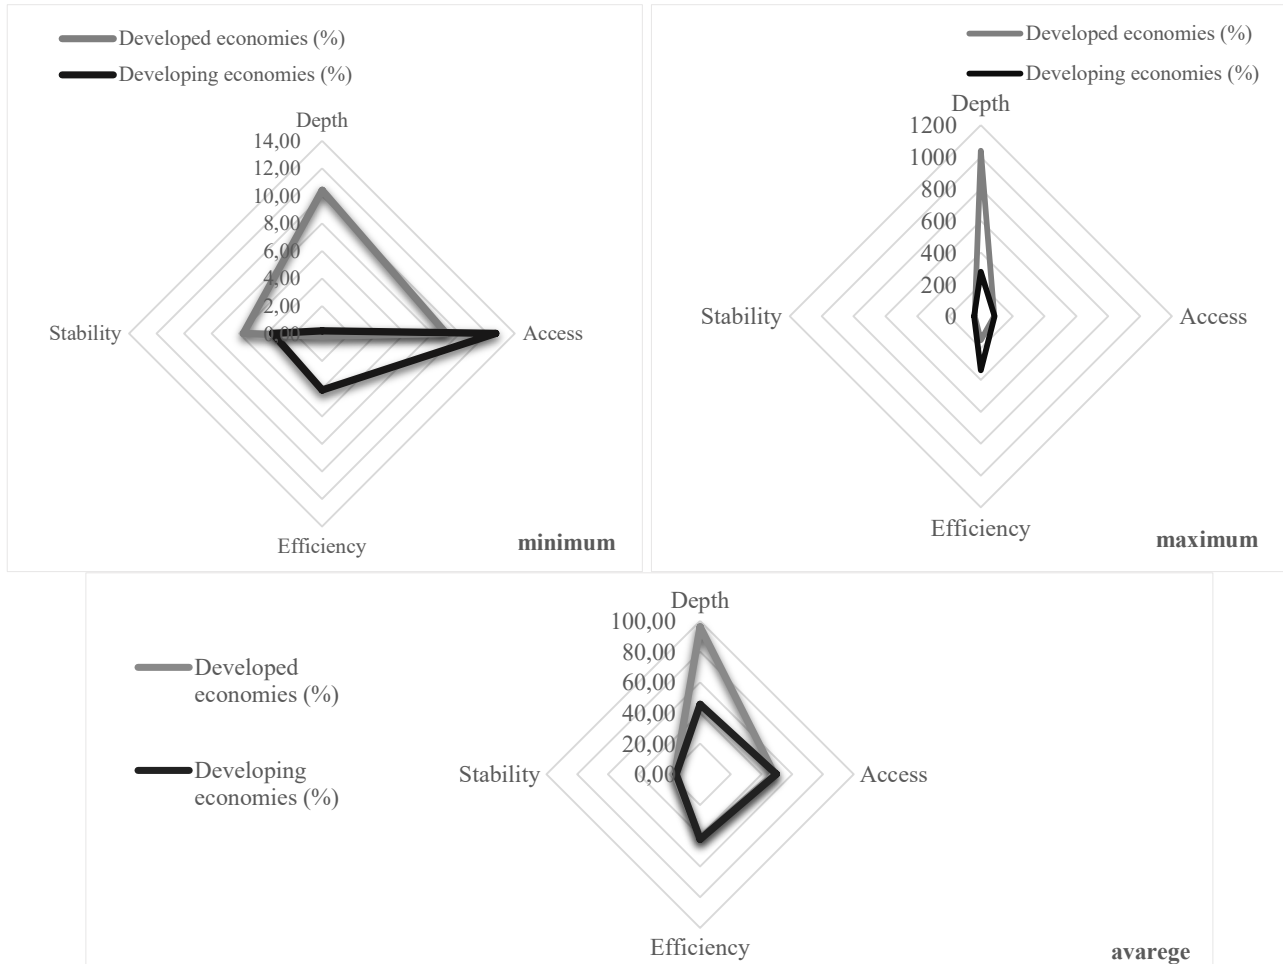 Developed economies (%)
Developing economies (%)
Depth
14,00
12,00
10,00
8,00
6,00
4,00
2,00
0,00
Stability
Access
Efficiency
minimum
Developed economies (%)
Developing economies (%)
Depth
1200
1000
800
600
400
200
0
Stability
Access
Efficiency
maximum
Developed
economies (%)
Developing
economies (%)
Depth
100,00
80,00
60,00
40,00
20,00
0,00
Stability
Access
Efficiency
avarege